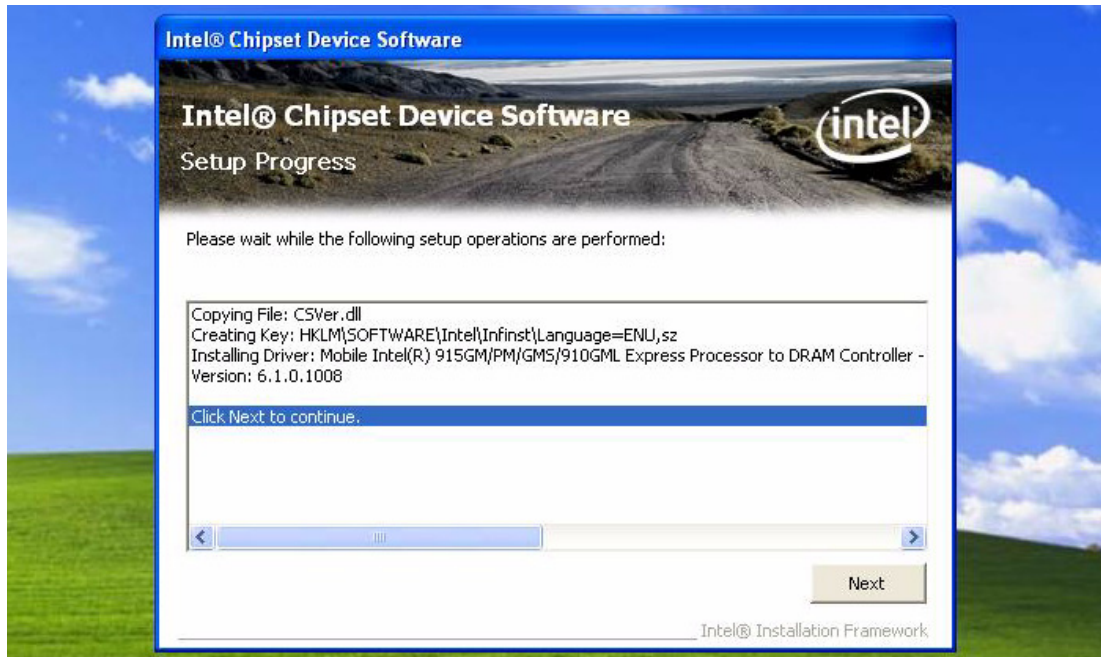 Intel® Chipset Device Software
Intel® Chipset Device Software
intel
Setup Progress
Please wait while the following setup operations are performed:
Copying File: CSVer.dll
Creating Key: HKLM\SOFTWARE\Intel\Infinst\Language=ENU,sz
Installing Driver: Mobile Intel(R) 915GM/PM/GMS/910GML Express Processor to DRAM Controller -
Version: 6.1.0.1008
Click Next to continue.
Next
Intel® Installation Framework